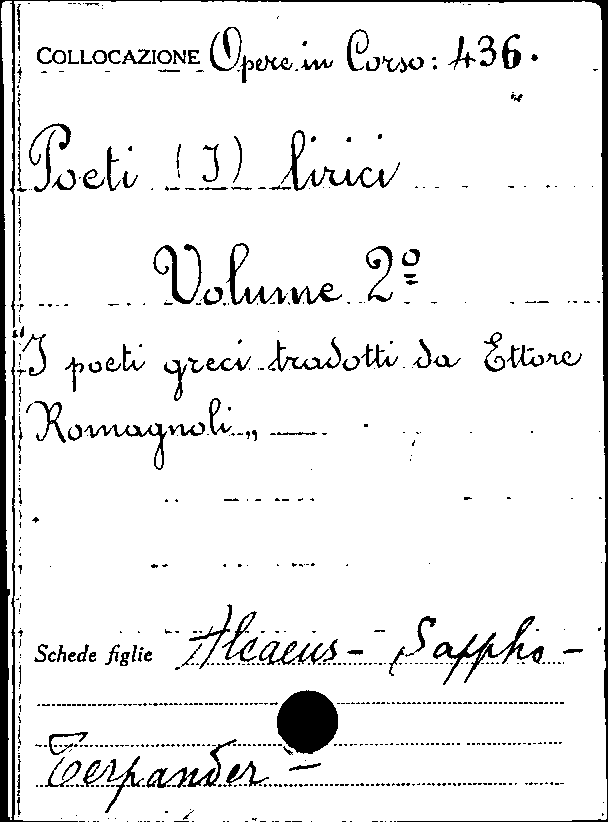 COLLOCAZIONE Opere in Corso: 436.
Poeti (I) lirici
Volume 2º
"I poeti greci tradotti da Ettore
Romagnoli„ —
Schede figlie Alcaeus – Sappho –
Terpander –